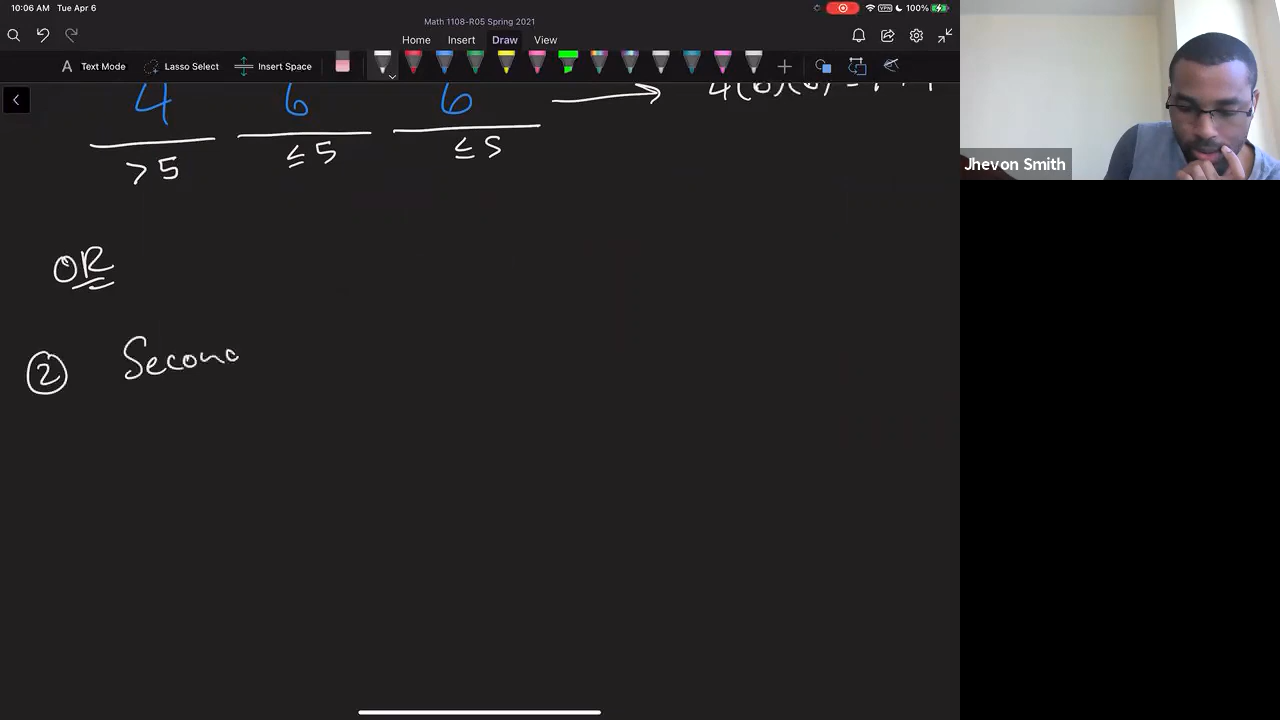 10:06 AM Tue Apr 6
100%
Math 1108-R05 Spring 2021
Home Insert Draw View
A Text Mode Lasso Select Insert Space
4 6 6
>5 ≤5 ≤5
OR
2 Secon
Jhevon Smith